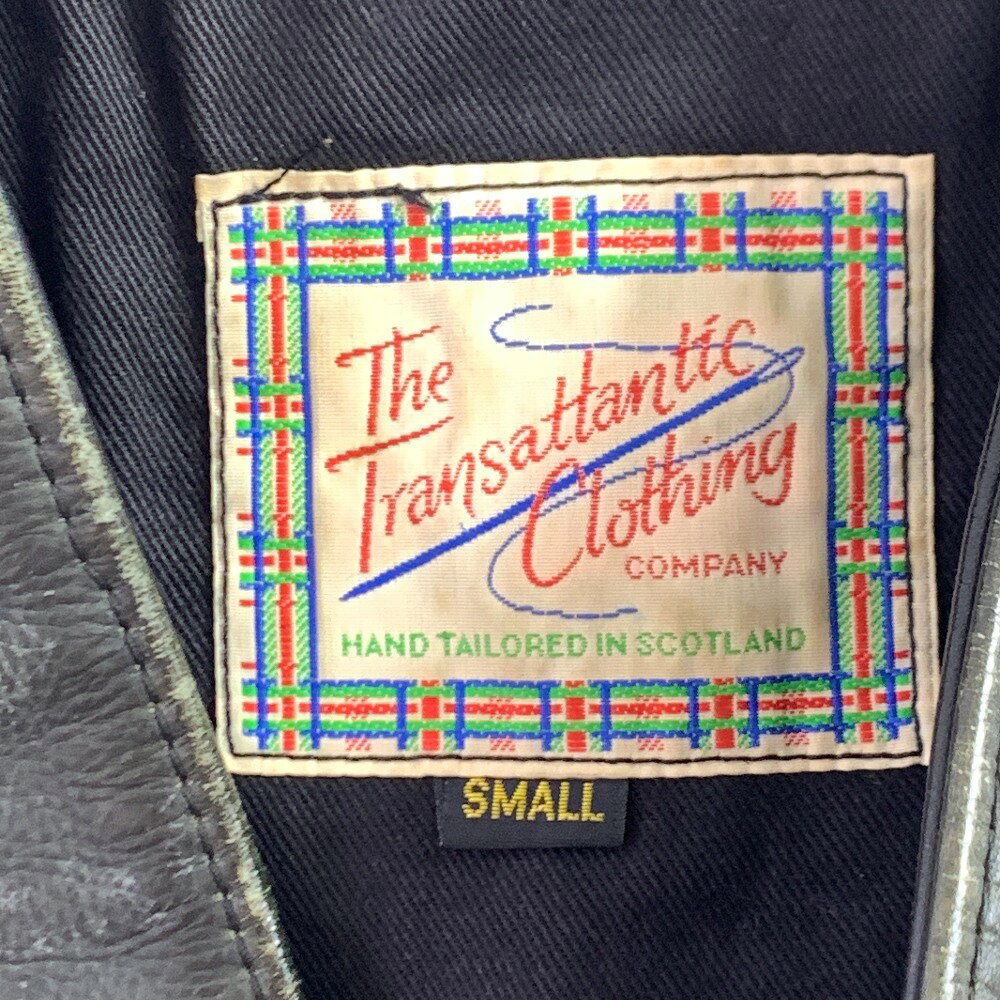 The
Transatlantic
Clothing
COMPANY
HAND TAILORED IN SCOTLAND
SMALL